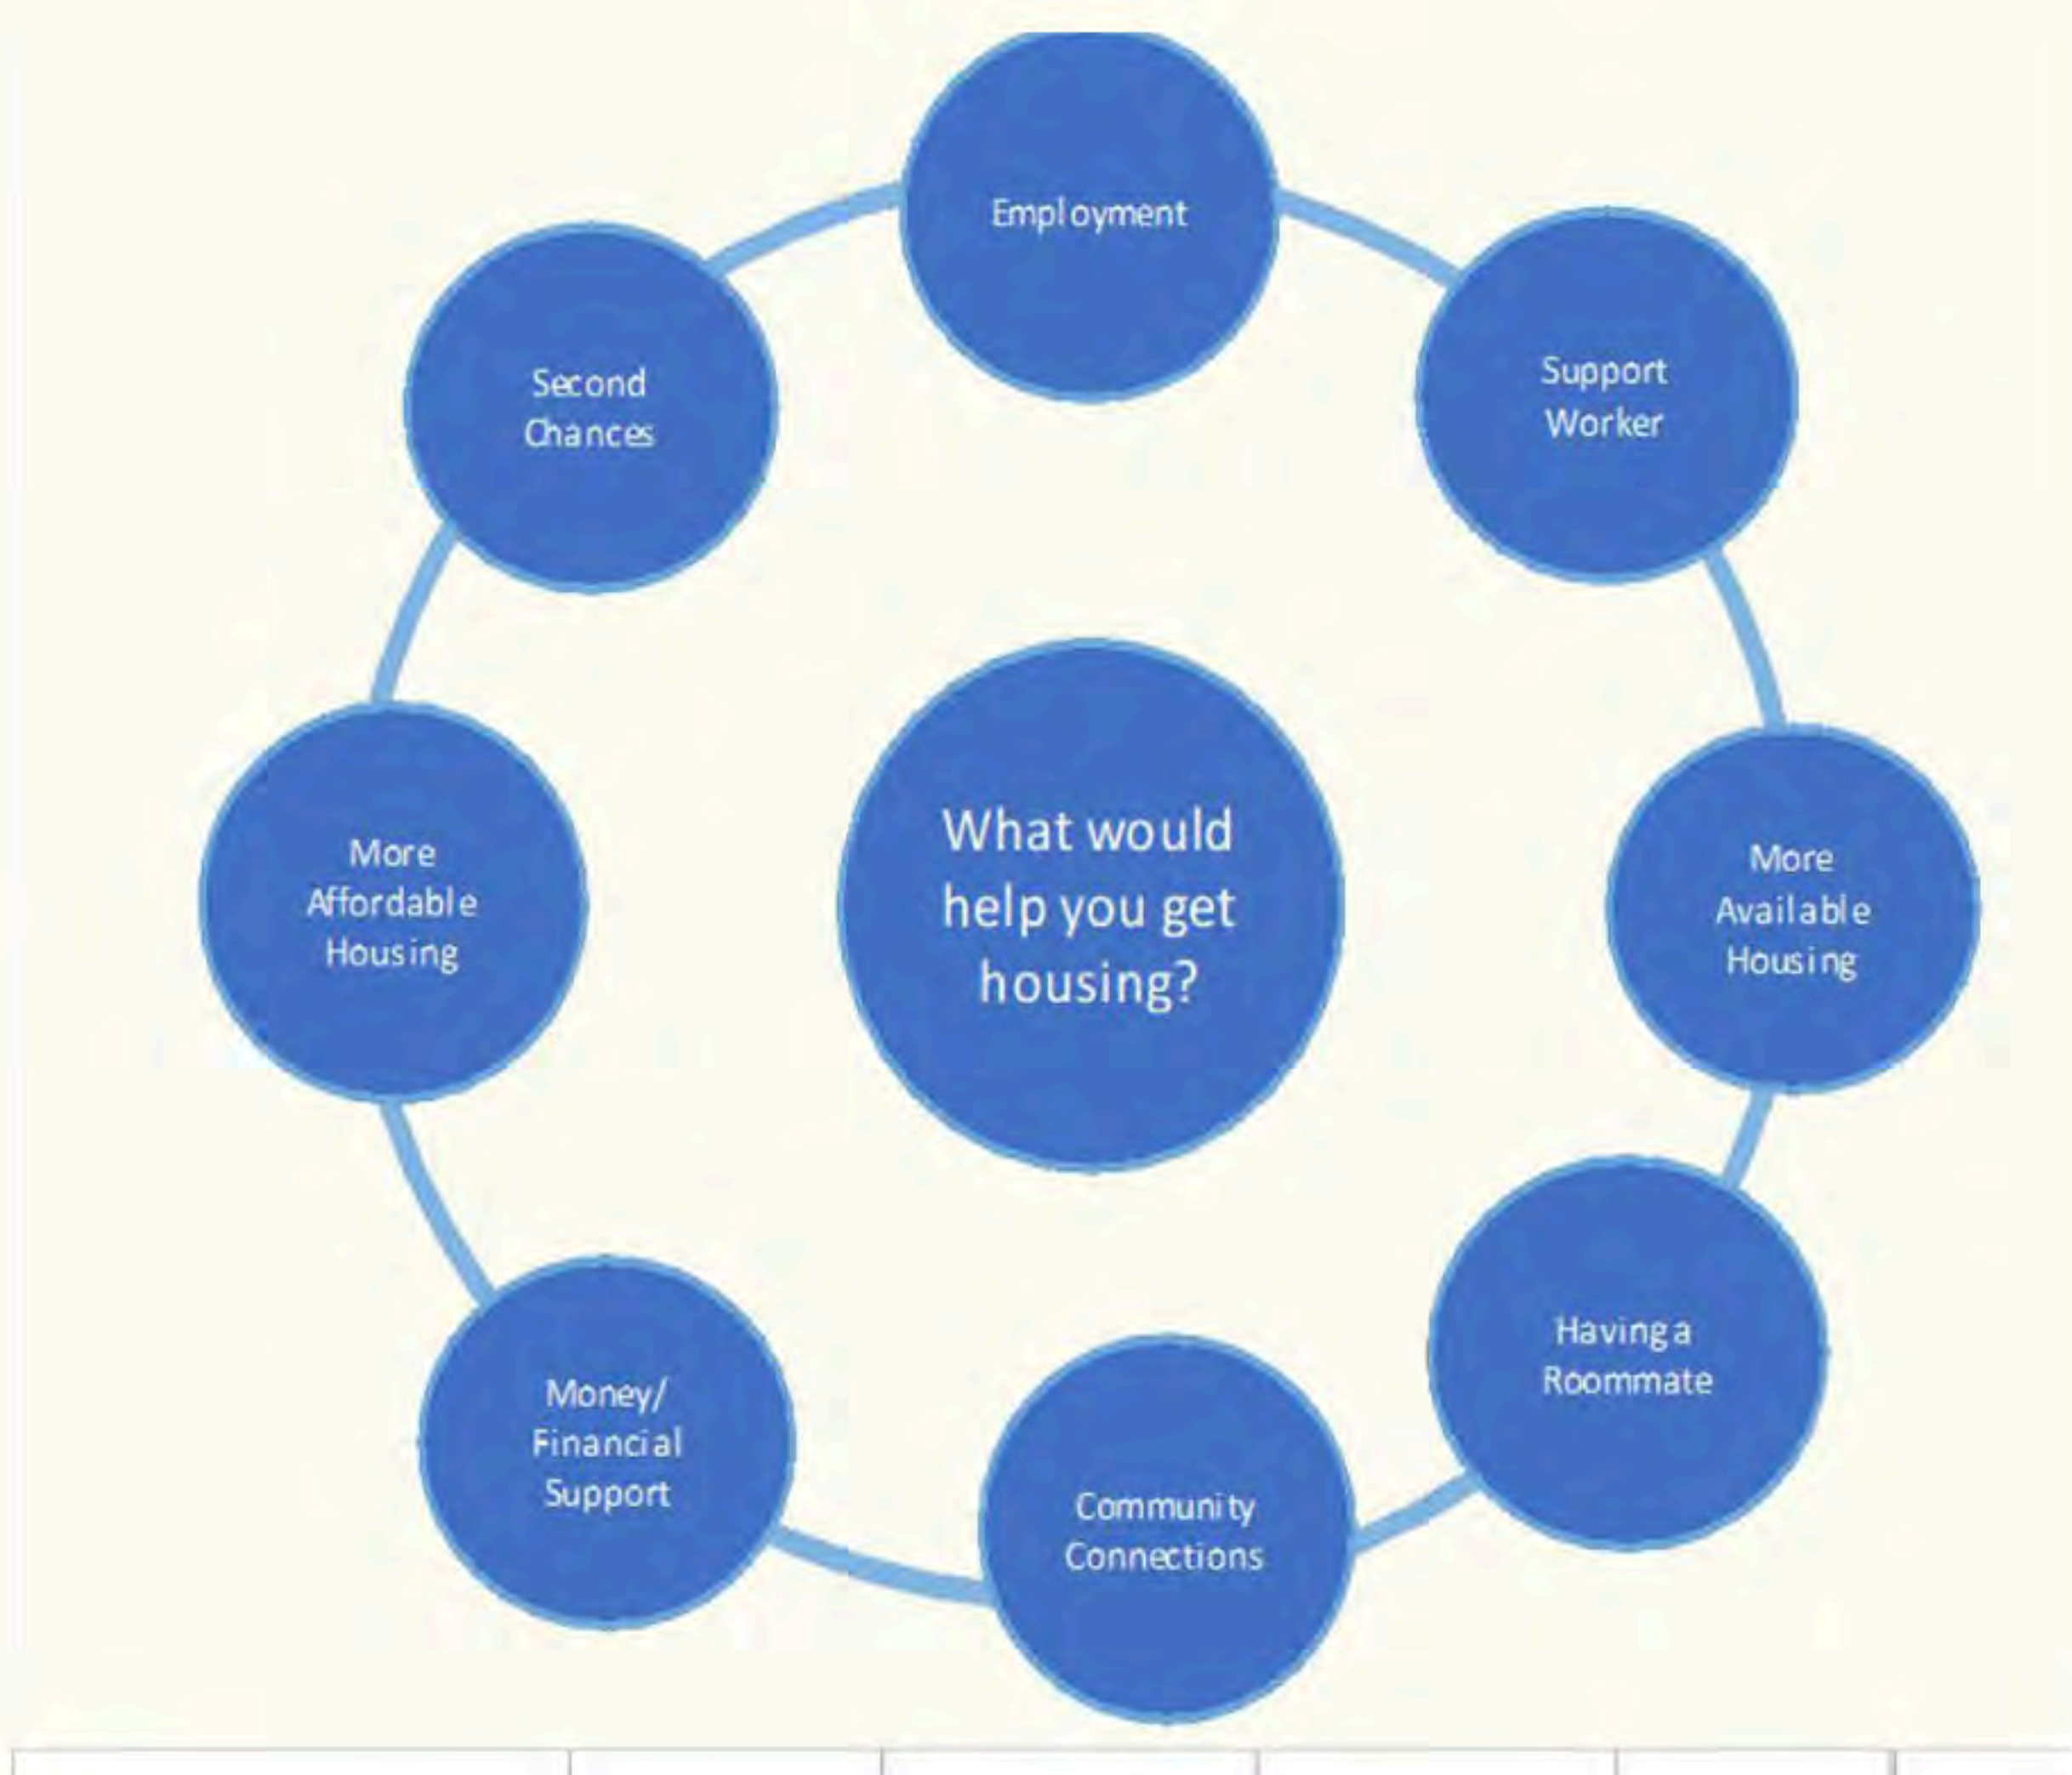 Employment
Support
Worker
More
Available
Housing
Having a
Roommate
Community
Connections
Money/
Financial
Support
More
Affordable
Housing
Second
Chances
What would
help you get
housing?